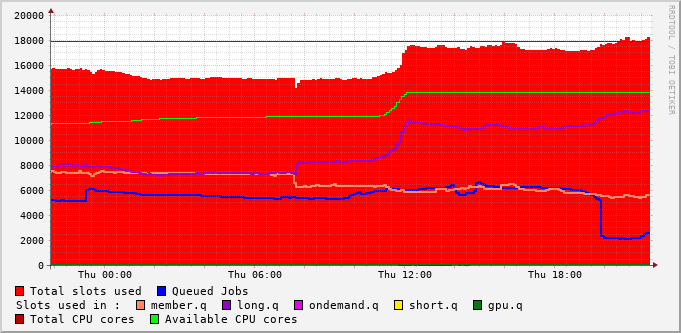 20000
18000
16000
14000
12000
10000
8000
6000
4000
2000
0
Thu 00:00 Thu 06:00 Thu 12:00 Thu 18:00
RRDTOOL / TOBI OETIKER
Total slots used Queued Jobs
Slots used in : member.q long.q ondemand.q short.q gpu.q
Total CPU cores Available CPU cores